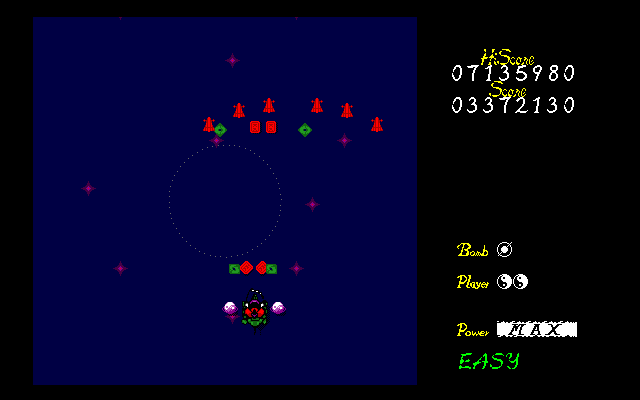 HiScore
07135980
Score
03372130
Bomb
Player
Power MAX
EASY